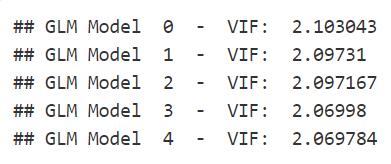 ## GLM Model  0  -  VIF:  2.103043
## GLM Model  1  -  VIF:  2.09731
## GLM Model  2  -  VIF:  2.097167
## GLM Model  3  -  VIF:  2.06998
## GLM Model  4  -  VIF:  2.069784